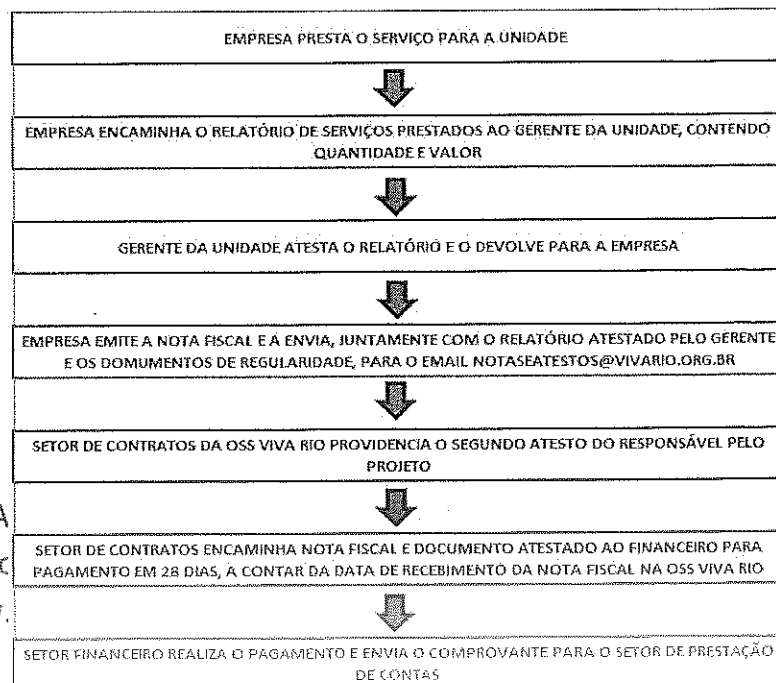 EMPRESA PRESTA O SERVIÇO PARA A UNIDADE
EMPRESA ENCAMINHA O RELATÓRIO DE SERVIÇOS PRESTADOS AO GERENTE DA UNIDADE, CONTENDO
QUANTIDADE E VALOR
GERENTE DA UNIDADE ATESTA O RELATÓRIO E O DEVOLVE PARA A EMPRESA
EMPRESA EMITE A NOTA FISCAL E A ENVIA, JUNTAMENTE COM O RELATÓRIO ATESTADO PELO GERENTE
E OS DOMUMENTOS DE REGULARIDADE, PARA O EMAIL NOTASEATESTOS@VIVARIO.ORG.BR
SETOR DE CONTRATOS DA OSS VIVA RIO PROVIDENCIA O SEGUNDO ATESTO DO RESPONSÁVEL PELO
PROJETO
SETOR DE CONTRATOS ENCAMINHA NOTA FISCAL E DOCUMENTO ATESTADO AO FINANCEIRO PARA
PAGAMENTO EM 28 DIAS, A CONTAR DA DATA DE RECEBIMENTO DA NOTA FISCAL NA OSS VIVA RIO
SETOR FINANCEIRO REALIZA O PAGAMENTO E ENVIA O COMPROVANTE PARA O SETOR DE PRESTAÇÃO
DE CONTAS